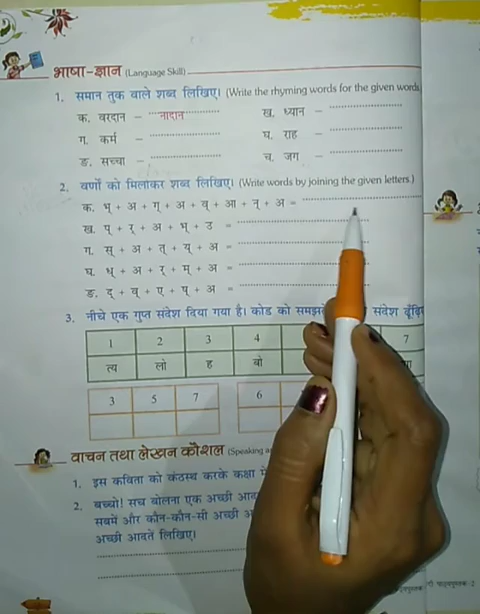 भाषा-ज्ञान (Language Skill)
1. समान तुक वाले शब्द लिखिए। (Write the rhyming words for the given words
क. वरदान - नादान ख. ध्यान -
ग. कर्म - घ. राह -
ङ. सच्चा - च. जग -
2. वर्णों को मिलाकर शब्द लिखिए। (Write words by joining the given letters.)
क. भ् + अ + ग् + अ + व् + आ + न् + अ =
ख. प् + र् + अ + भ् + उ =
ग. स् + अ + त् + य् + अ =
घ. ध् + अ + र् + म् + अ =
ङ. द् + व् + ए + ष् + अ =
3. नीचे एक गुप्त संदेश दिया गया है। कोड को समझ संदेश
1 2 3 4 7
त्य लो ह बो
3 5 7 6
वाचन तथा लेखन कौशल (Speaking a
1. इस कविता को कंठस्थ करके कक्षा में
2. बच्चो! सच बोलना एक अच्छी
सबमें और कौन-कौन-सी अच्छी
अच्छी आदतें लिखिए।